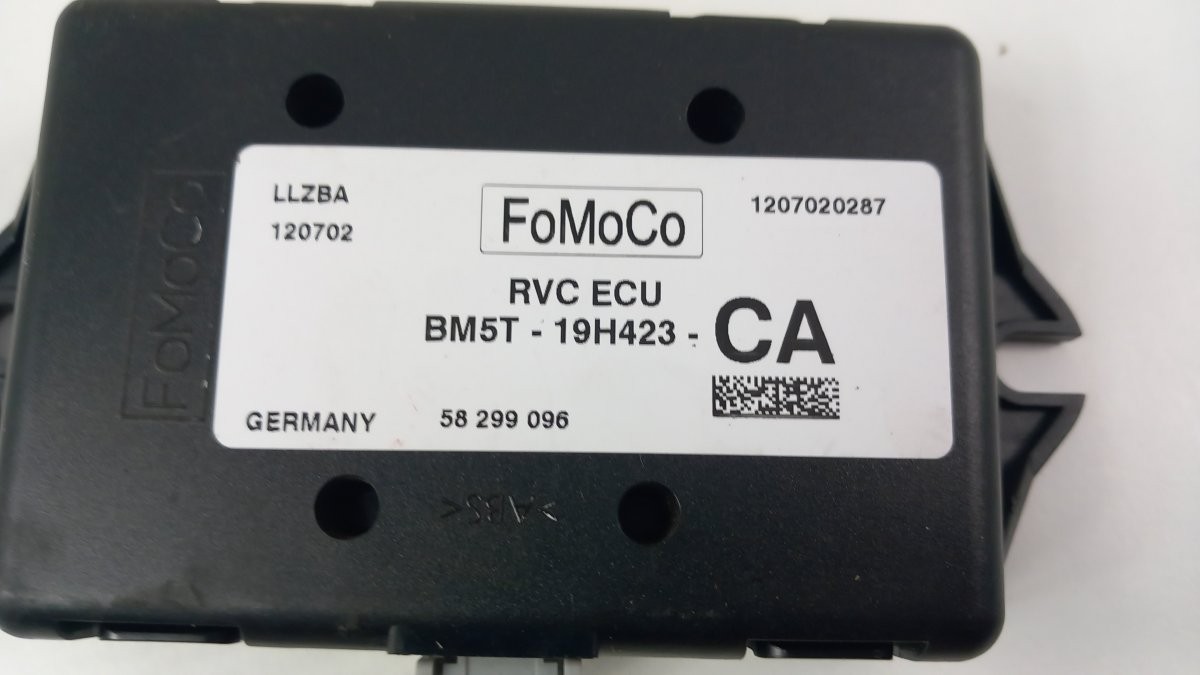 LLZBA
120702
FoMoCo
1207020287
RVC ECU
BM5T - 19H423 - CA
GERMANY 58 299 096
FoMoCo
>ABS<